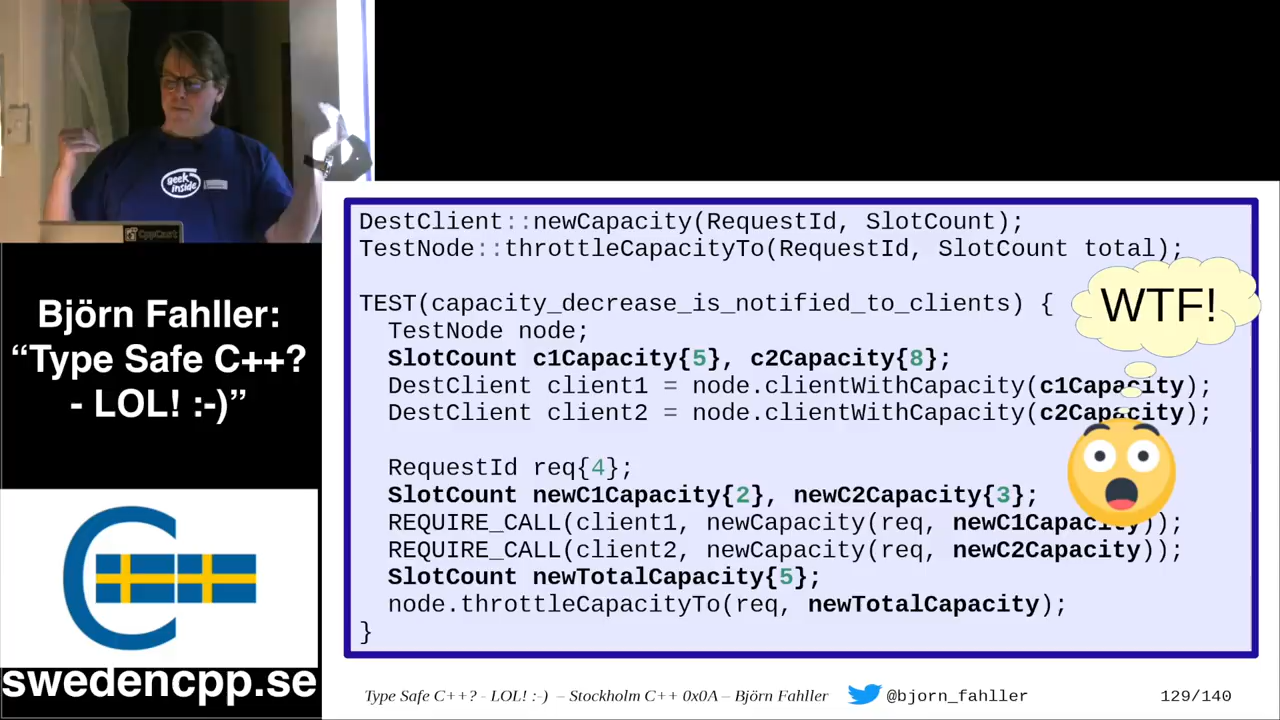 geek
inside
CppCast
Björn Fahller:
“Type Safe C++?
- LOL! :-)”
swedencpp.se
DestClient::newCapacity(RequestId, SlotCount);
TestNode::throttleCapacityTo(RequestId, SlotCount total);
TEST(capacity_decrease_is_notified_to_clients) {
WTF!
TestNode node;
SlotCount c1Capacity{5}, c2Capacity{8};
DestClient client1 = node.clientWithCapacity(c1Capacity);
DestClient client2 = node.clientWithCapacity(c2Capacity);
RequestId req{4};
SlotCount newC1Capacity{2}, newC2Capacity{3};
REQUIRE_CALL(client1, newCapacity(req, newC1Capacity));
REQUIRE_CALL(client2, newCapacity(req, newC2Capacity));
SlotCount newTotalCapacity{5};
node.throttleCapacityTo(req, newTotalCapacity);
}
Type Safe C++? - LOL! :-) – Stockholm C++ 0x0A – Björn Fahller @bjorn_fahller 129/140